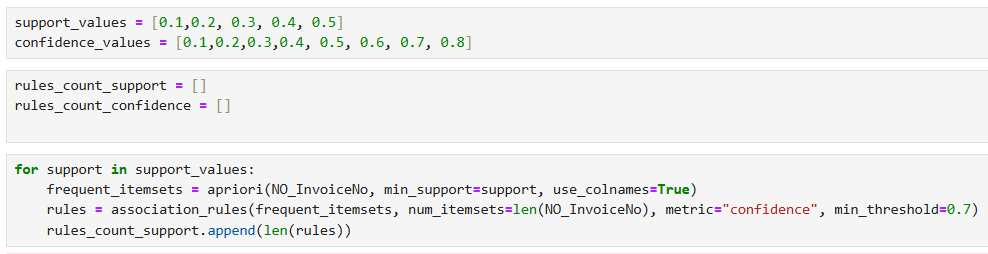 support_values = [0.1,0.2, 0.3, 0.4, 0.5]
confidence_values = [0.1,0.2,0.3,0.4, 0.5, 0.6, 0.7, 0.8]
rules_count_support = []
rules_count_confidence = []
for support in support_values:
    frequent_itemsets = apriori(NO_InvoiceNo, min_support=support, use_colnames=True)
    rules = association_rules(frequent_itemsets, num_itemsets=len(NO_InvoiceNo), metric="confidence", min_threshold=0.7)
    rules_count_support.append(len(rules))